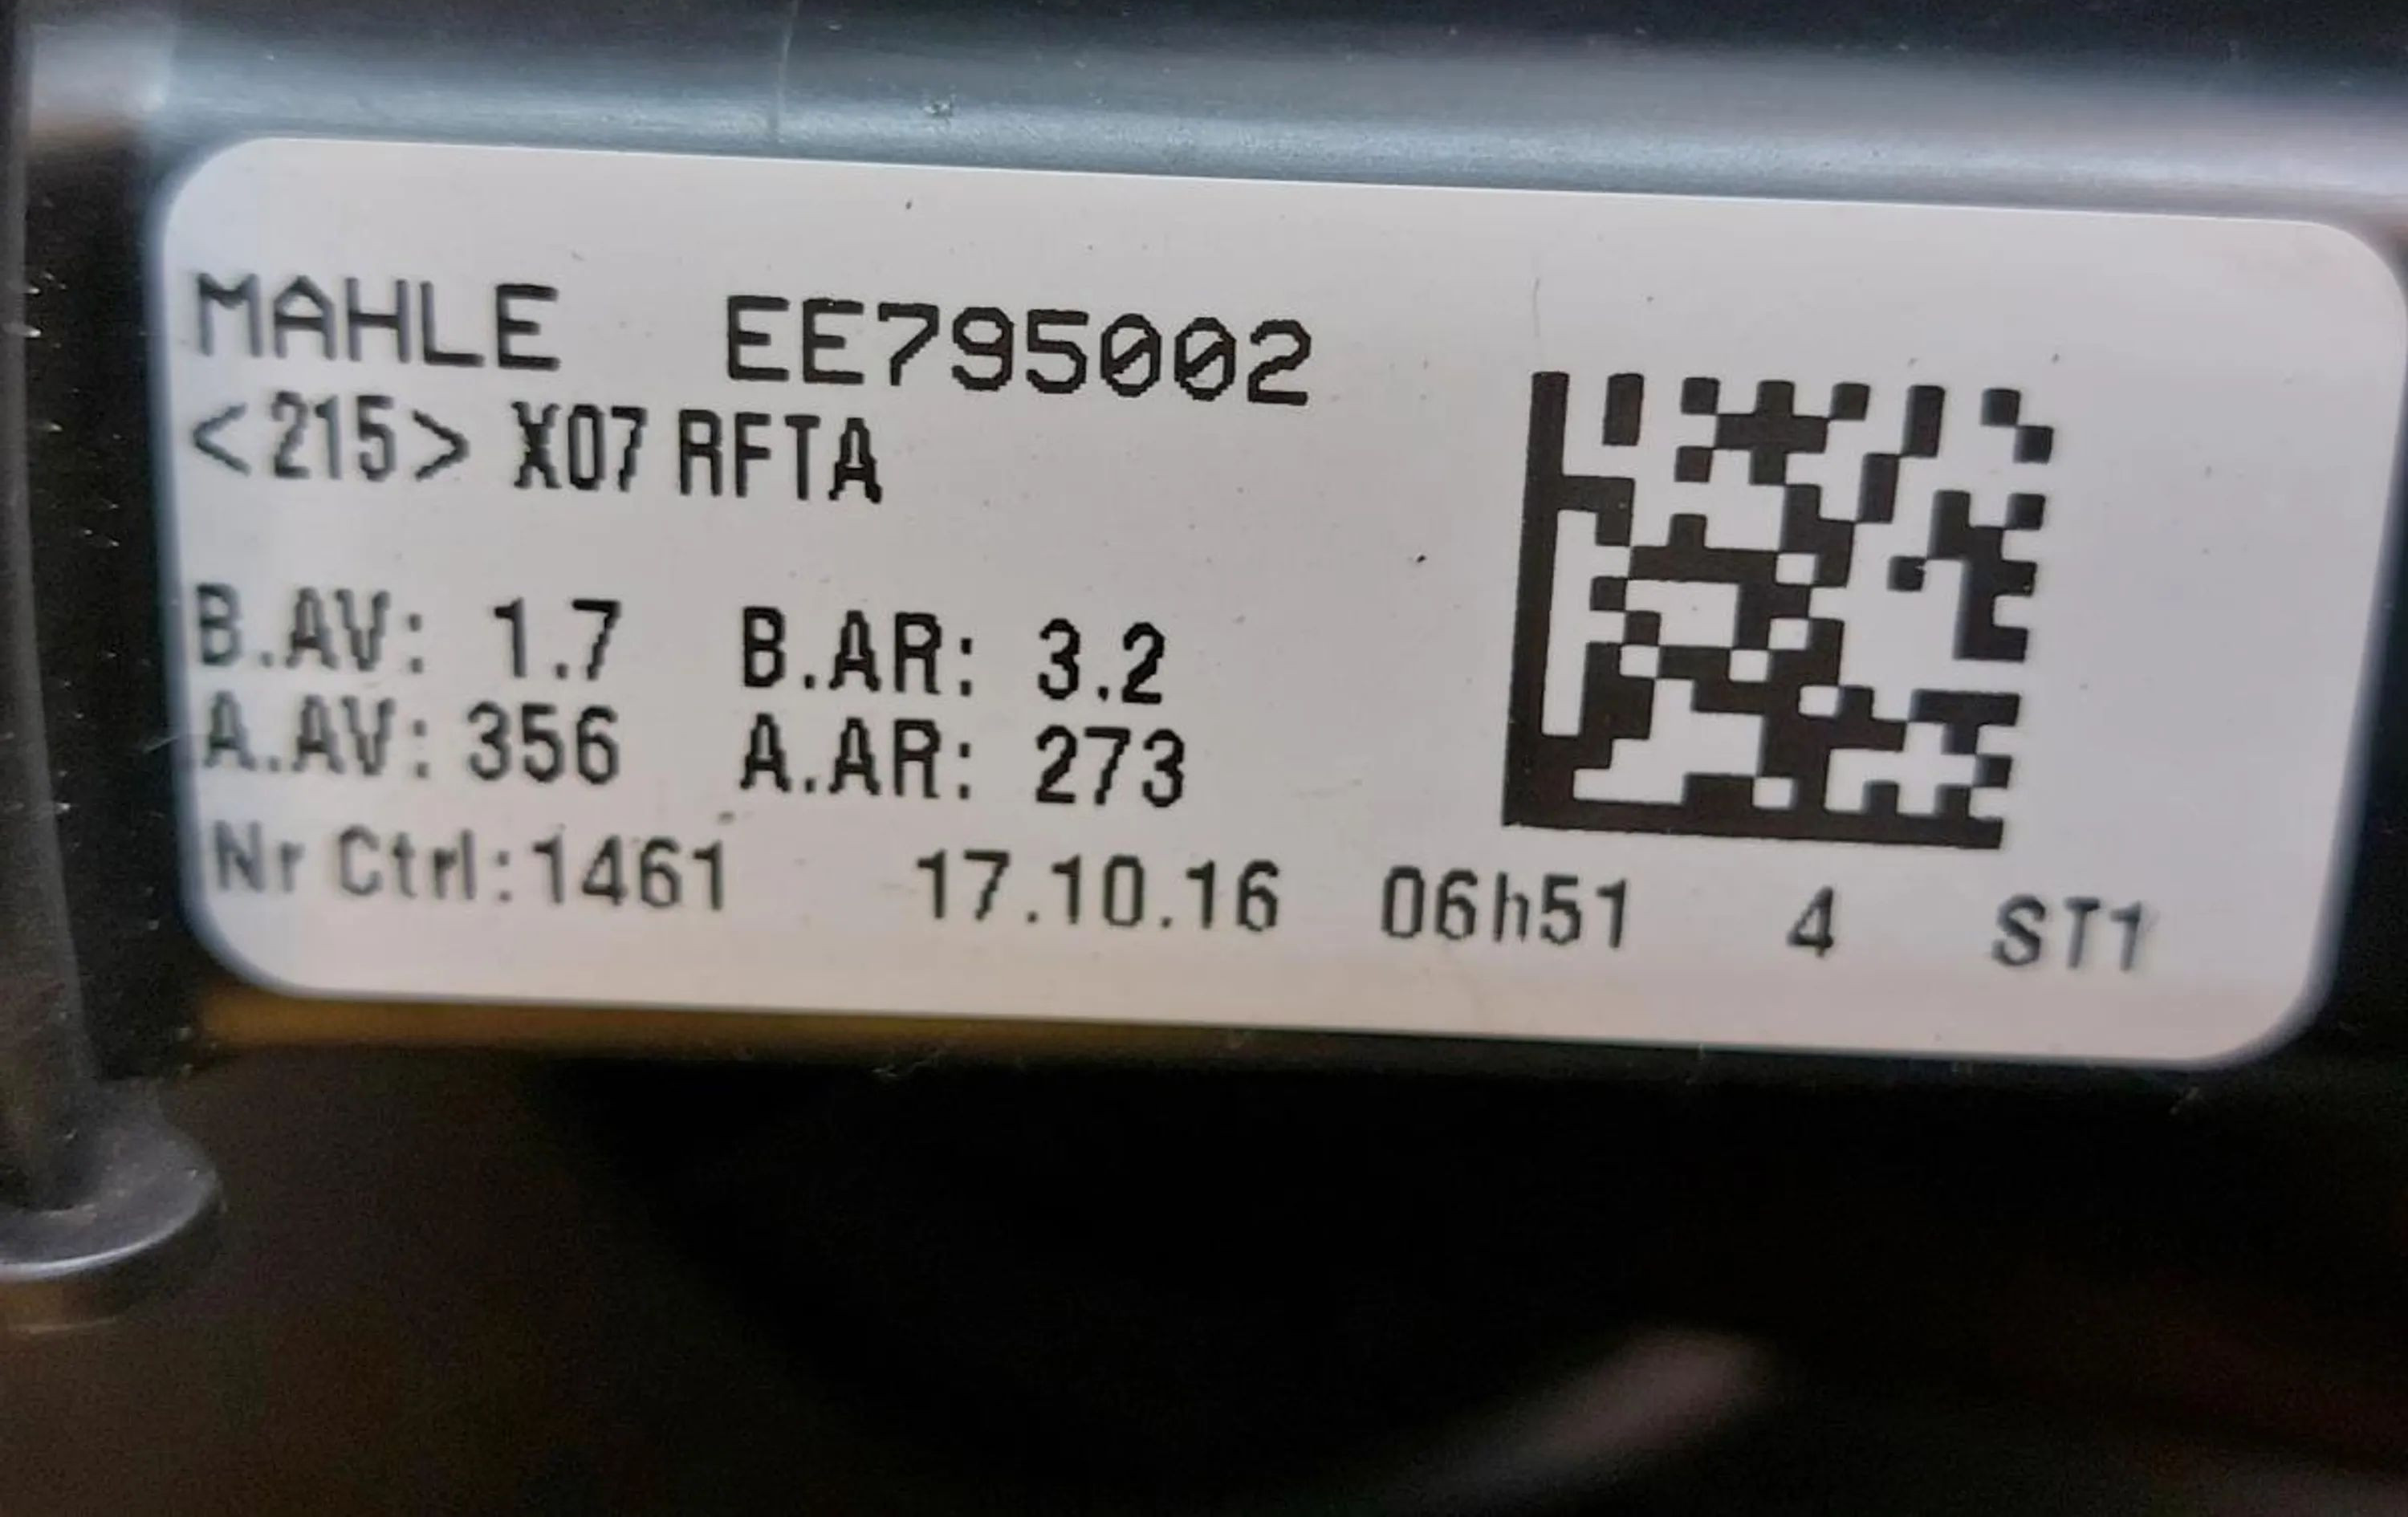 MAHLE EE795002
<215> X07 RFTA
B.AV: 1.7 B.AR: 3.2
A.AV: 356 A.AR: 273
Nr Ctrl:1461 17.10.16 06h51 4 ST1